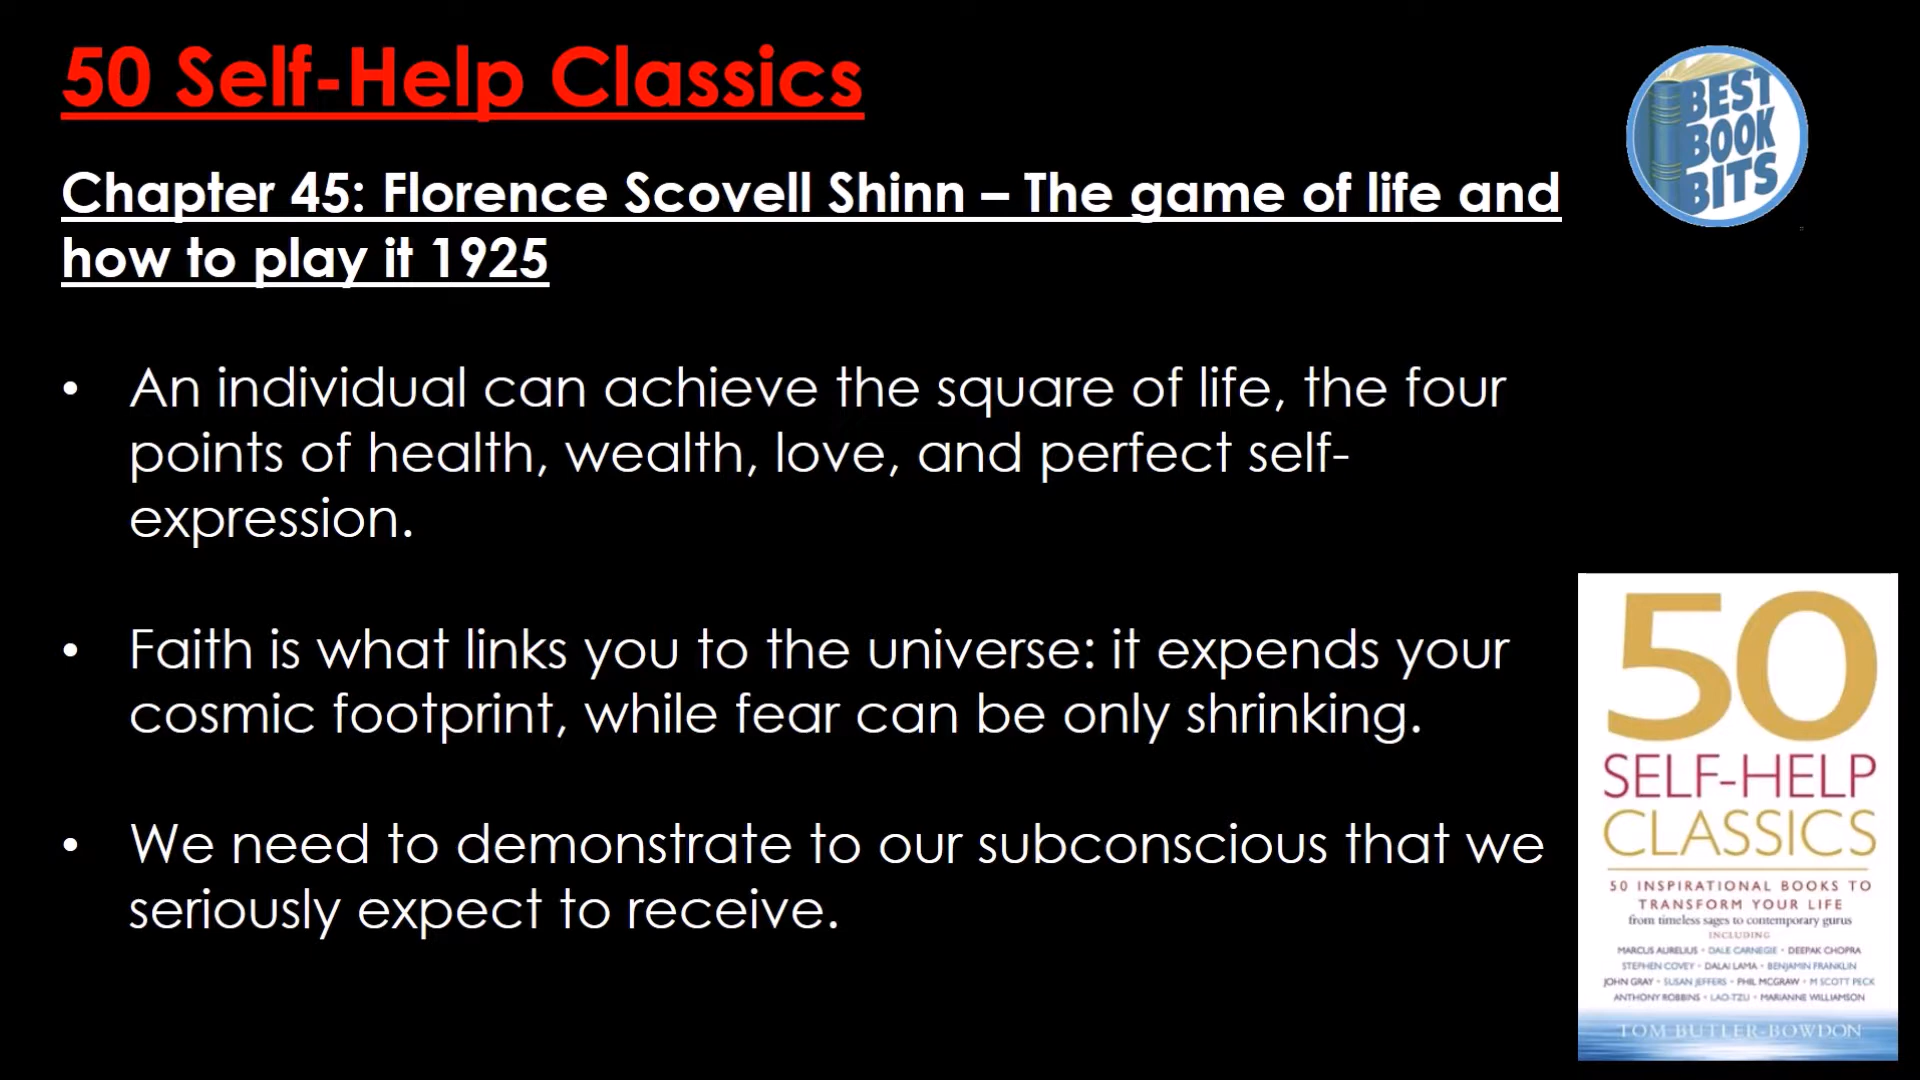 50 Self-Help Classics
BEST
BOOK
BITS
Chapter 45: Florence Scovell Shinn – The game of life and
how to play it 1925
• An individual can achieve the square of life, the four
points of health, wealth, love, and perfect self-
expression.
• Faith is what links you to the universe: it expends your
cosmic footprint, while fear can be only shrinking.
• We need to demonstrate to our subconscious that we
seriously expect to receive.
50
SELF-HELP
CLASSICS
50 INSPIRATIONAL BOOKS TO
TRANSFORM YOUR LIFE
from timeless sages to contemporary gurus
INCLUDING
MARCUS AURELIUS • DALE CARNEGIE • DEEPAK CHOPRA
STEPHEN COVEY • DALAI LAMA • BENJAMIN FRANKLIN
JOHN GRAY • SUSAN JEFFERS • PHIL MCGRAW • M SCOTT PECK
ANTHONY ROBBINS • LAO-TZU • MARIANNE WILLIAMSON
TOM BUTLER-BOWDON